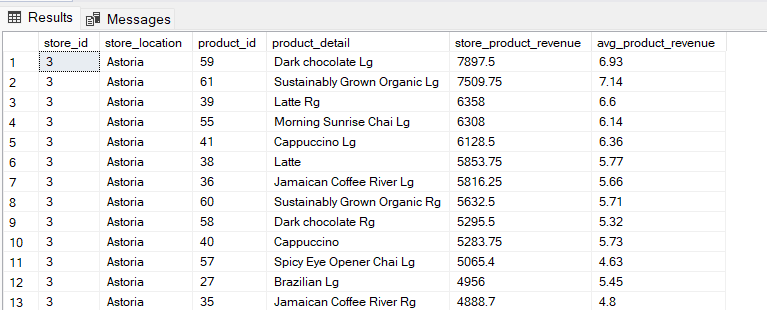 Results Messages
store_id store_location product_id product_detail store_product_revenue avg_product_revenue
1 3 Astoria 59 Dark chocolate Lg 7897.5 6.93
2 3 Astoria 61 Sustainably Grown Organic Lg 7509.75 7.14
3 3 Astoria 39 Latte Rg 6358 6.6
4 3 Astoria 55 Morning Sunrise Chai Lg 6308 6.14
5 3 Astoria 41 Cappuccino Lg 6128.5 6.36
6 3 Astoria 38 Latte 5853.75 5.77
7 3 Astoria 36 Jamaican Coffee River Lg 5816.25 5.66
8 3 Astoria 60 Sustainably Grown Organic Rg 5632.5 5.71
9 3 Astoria 58 Dark chocolate Rg 5295.5 5.32
10 3 Astoria 40 Cappuccino 5283.75 5.73
11 3 Astoria 57 Spicy Eye Opener Chai Lg 5065.4 4.63
12 3 Astoria 27 Brazilian Lg 4956 5.45
13 3 Astoria 35 Jamaican Coffee River Rg 4888.7 4.8